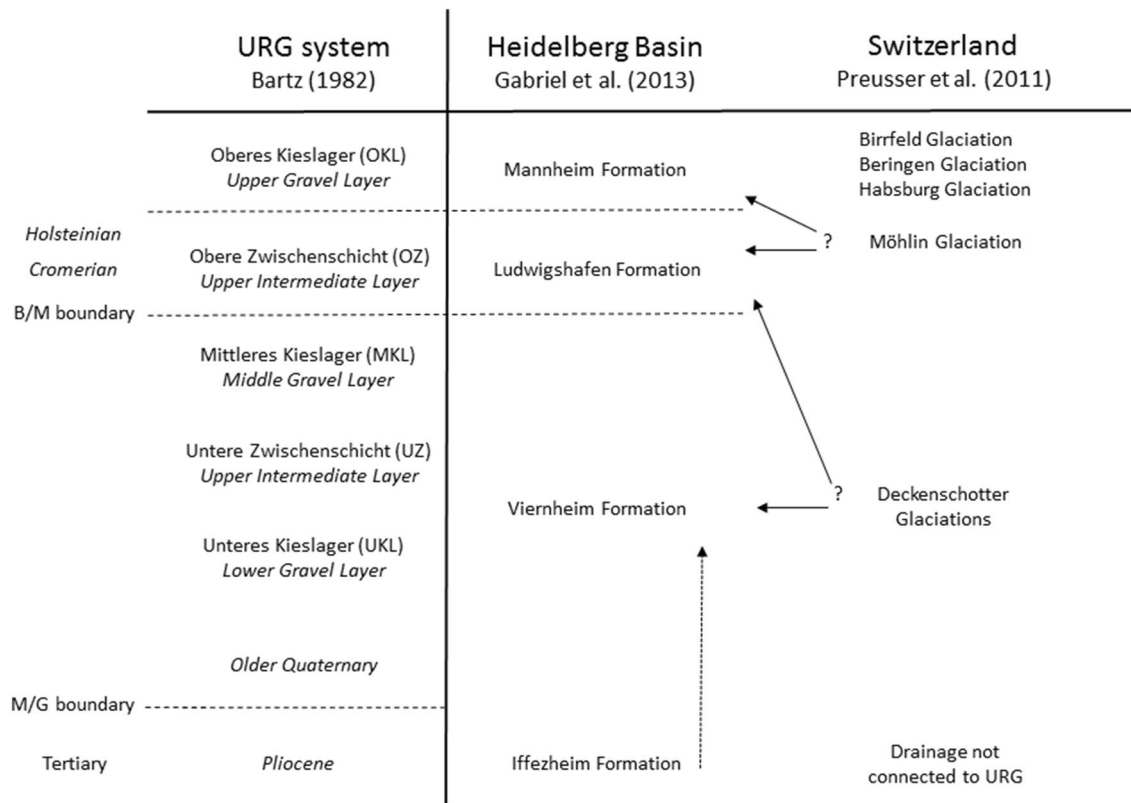 URG system
Bartz (1982)
Heidelberg Basin
Gabriel et al. (2013)
Switzerland
Preusser et al. (2011)
Oberes Kieslager (OKL)
Upper Gravel Layer
Mannheim Formation
Birrfeld Glaciation
Beringen Glaciation
Habsburg Glaciation
Holsteinian
Cromerian
Obere Zwischenschicht (OZ)
Upper Intermediate Layer
Ludwigshafen Formation
?
Möhlin Glaciation
B/M boundary
Mittleres Kieslager (MKL)
Middle Gravel Layer
Untere Zwischenschicht (UZ)
Upper Intermediate Layer
Viernheim Formation
?
Deckenschotter
Glaciations
Unteres Kieslager (UKL)
Lower Gravel Layer
Older Quaternary
M/G boundary
Tertiary
Pliocene
Iffezheim Formation
Drainage not
connected to URG